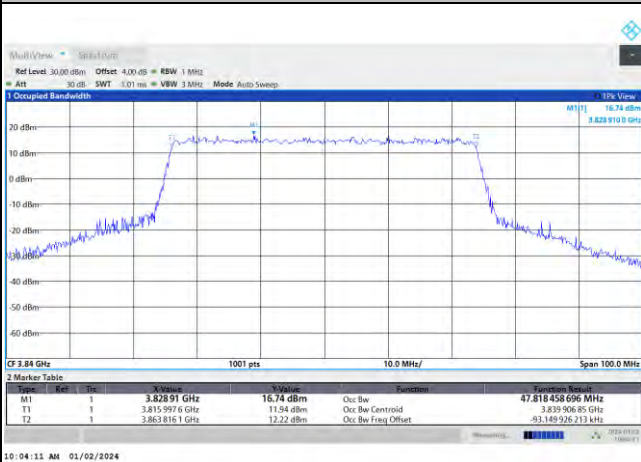 MultiView Spectrum
Ref Level 30.00 dBm Offset 4.00 dB RBW 1 MHz
Att 30 dB SWT 1.01 ms VBW 3 MHz Mode Auto Sweep
1 Occupied Bandwidth 1Pk View
M1[1] 16.74 dBm
3.828 910 0 GHz
M1
20 dBm
T1 T2
10 dBm
0 dBm
-10 dBm
-20 dBm
-30 dBm
-40 dBm
-50 dBm
-60 dBm
CF 3.84 GHz 1001 pts 10.0 MHz/ Span 100.0 MHz
2 Marker Table
Type Ref Trc X-Value Y-Value Function Function Result
M1 1 3.828 91 GHz 16.74 dBm Occ Bw 47.818 458 696 MHz
T1 1 3.815 997 6 GHz 11.94 dBm Occ Bw Centroid 3.839 906 85 GHz
T2 1 3.863 816 1 GHz 12.22 dBm Occ Bw Freq Offset -93.149 926 213 kHz
Measuring...
10:04:11 AM 01/02/2024